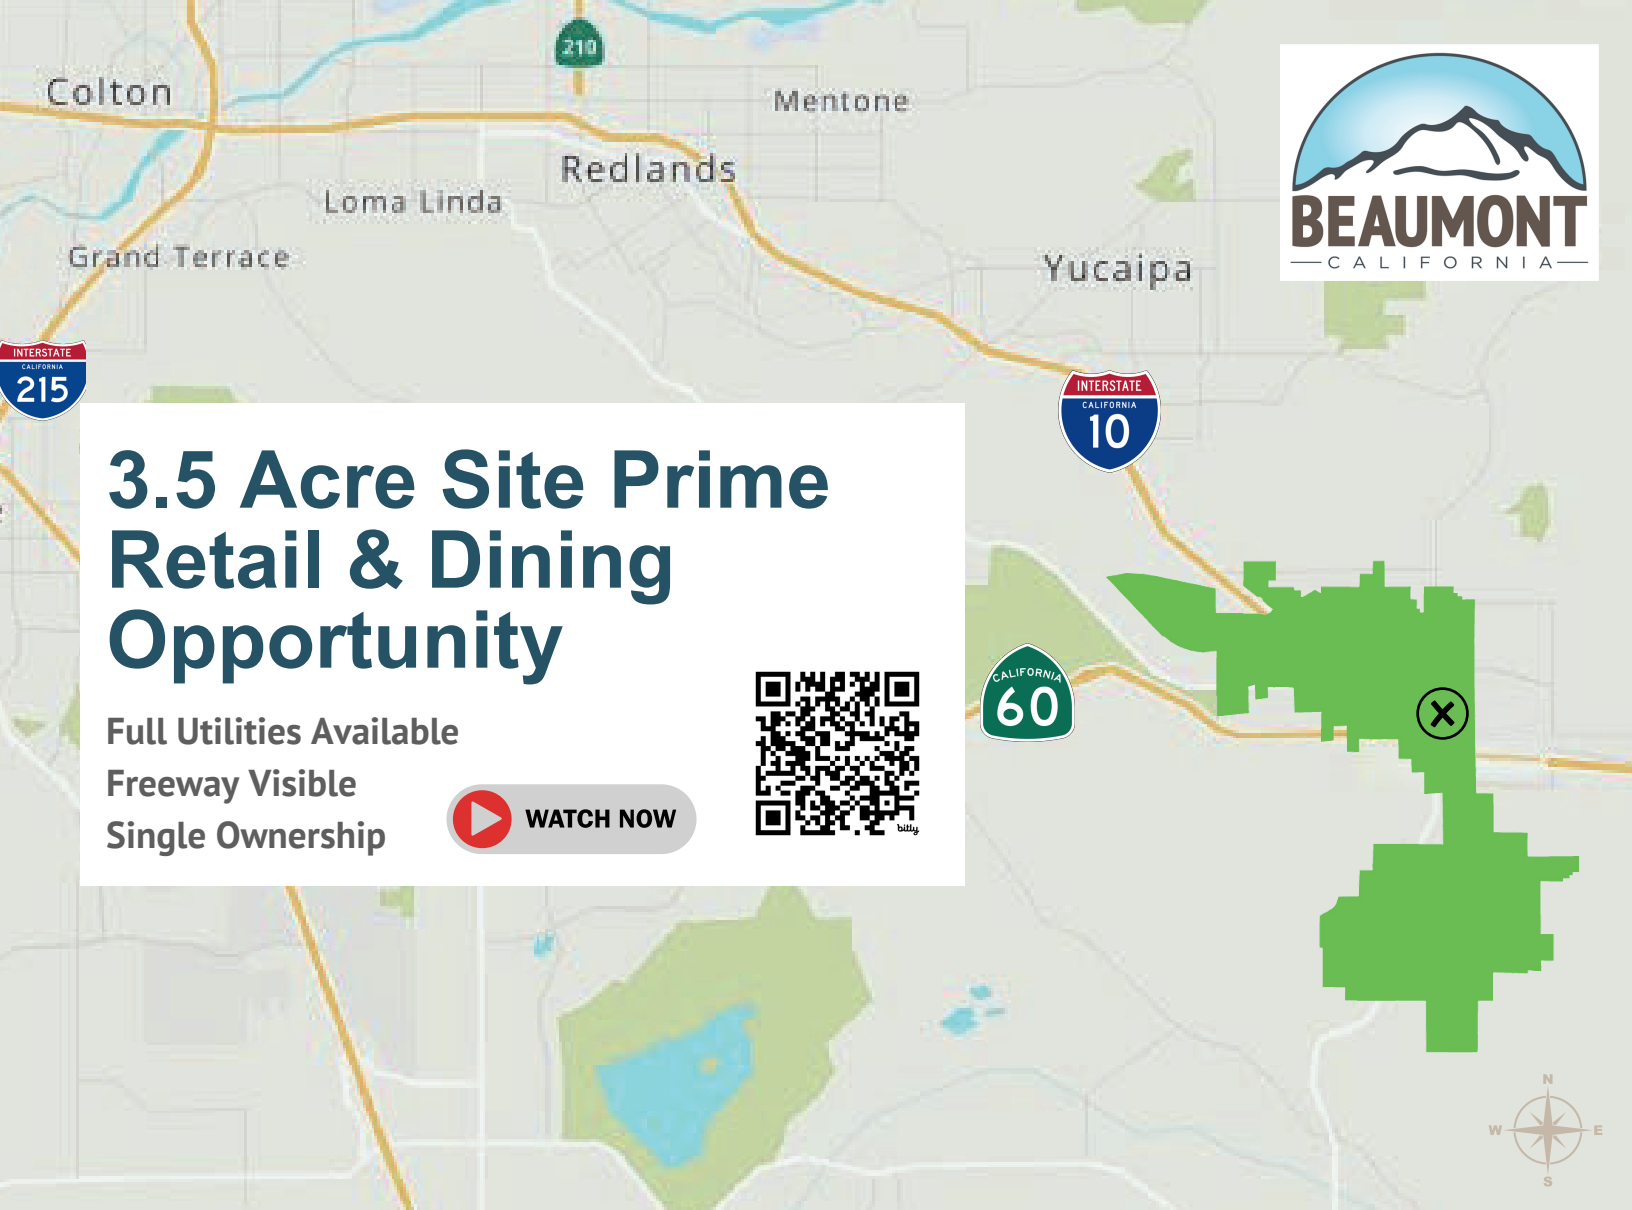 210
Colton
Mentone
Redlands
Loma Linda
Grand Terrace
Yucaipa
BEAUMONT
CALIFORNIA
INTERSTATE
CALIFORNIA
215
INTERSTATE
CALIFORNIA
10
3.5 Acre Site Prime
Retail & Dining
Opportunity
Full Utilities Available
Freeway Visible
Single Ownership
WATCH NOW
bitly
CALIFORNIA
60
X
N
W E
S